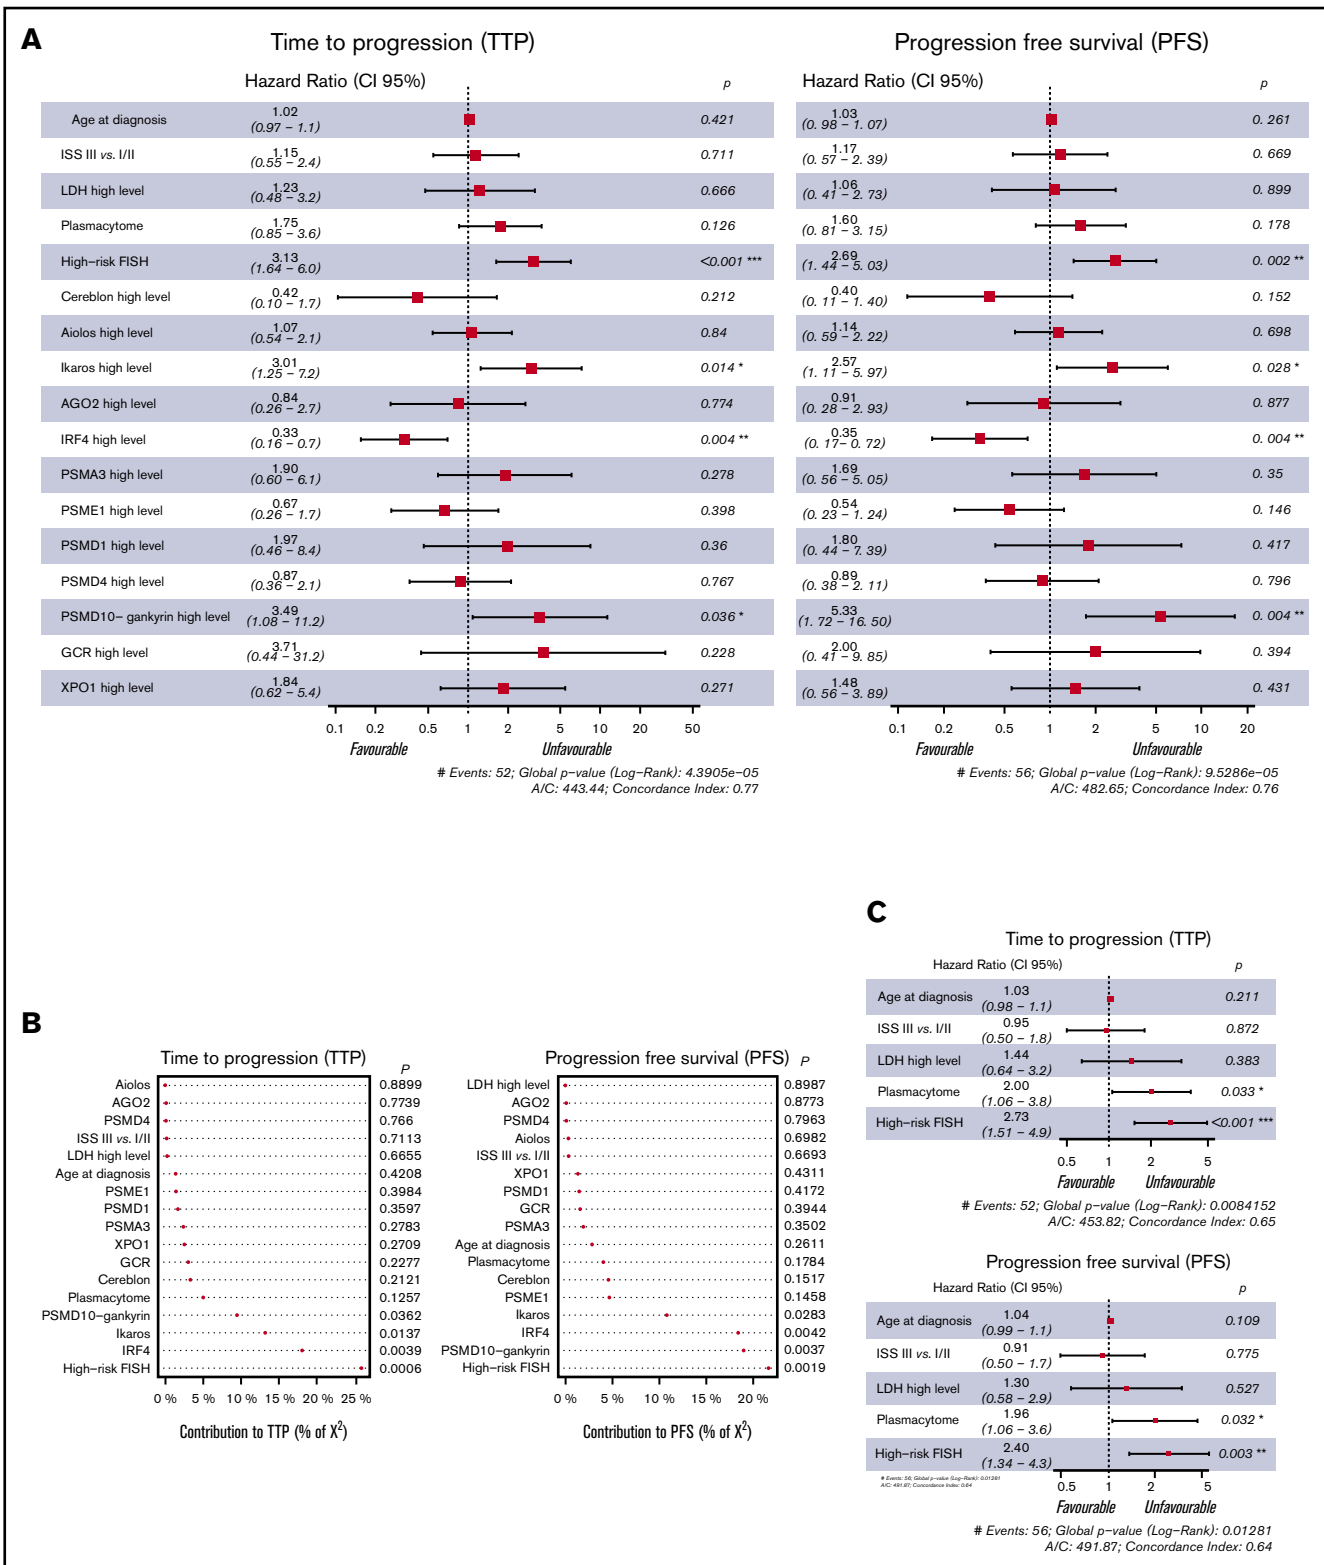 A
Time to progression (TTP)
Hazard Ratio (CI 95%) p
Age at diagnosis 1.02 (0.97 – 1.1) 0.421
ISS III vs. I/II 1.15 (0.55 – 2.4) 0.711
LDH high level 1.23 (0.48 – 3.2) 0.666
Plasmacytome 1.75 (0.85 – 3.6) 0.126
High–risk FISH 3.13 (1.64 – 6.0) <0.001 ***
Cereblon high level 0.42 (0.10 – 1.7) 0.212
Aiolos high level 1.07 (0.54 – 2.1) 0.84
Ikaros high level 3.01 (1.25 – 7.2) 0.014 *
AGO2 high level 0.84 (0.26 – 2.7) 0.774
IRF4 high level 0.33 (0.16 – 0.7) 0.004 **
PSMA3 high level 1.90 (0.60 – 6.1) 0.278
PSME1 high level 0.67 (0.26 – 1.7) 0.398
PSMD1 high level 1.97 (0.46 – 8.4) 0.36
PSMD4 high level 0.87 (0.36 – 2.1) 0.767
PSMD10– gankyrin high level 3.49 (1.08 – 11.2) 0.036 *
GCR high level 3.71 (0.44 – 31.2) 0.228
XPO1 high level 1.84 (0.62 – 5.4) 0.271
0.1 0.2 0.5 1 2 5 10 20 50
Favourable Unfavourable
# Events: 52; Global p–value (Log–Rank): 4.3905e–05
A/C: 443.44; Concordance Index: 0.77
Progression free survival (PFS)
Hazard Ratio (CI 95%) p
1.03 (0. 98 – 1. 07) 0. 261
1.17 (0. 57 – 2. 39) 0. 669
1.06 (0. 41 – 2. 73) 0. 899
1.60 (0. 81 – 3. 15) 0. 178
2.69 (1. 44 – 5. 03) 0. 002 **
0.40 (0. 11 – 1. 40) 0. 152
1.14 (0. 59 – 2. 22) 0. 698
2.57 (1. 11 – 5. 97) 0. 028 *
0.91 (0. 28 – 2. 93) 0. 877
0.35 (0. 17– 0. 72) 0. 004 **
1.69 (0. 56 – 5. 05) 0. 35
0.54 (0. 23 – 1. 24) 0. 146
1.80 (0. 44 – 7. 39) 0. 417
0.89 (0. 38 – 2. 11) 0. 796
5.33 (1. 72 – 16. 50) 0. 004 **
2.00 (0. 41 – 9. 85) 0. 394
1.48 (0. 56 – 3. 89) 0. 431
0.1 0.2 0.5 1 2 5 10 20
Favourable Unfavourable
# Events: 56; Global p–value (Log–Rank): 9.5286e–05
A/C: 482.65; Concordance Index: 0.76
B
Time to progression (TTP)
P
Aiolos 0.8899
AGO2 0.7739
PSMD4 0.766
ISS III vs. I/II 0.7113
LDH high level 0.6655
Age at diagnosis 0.4208
PSME1 0.3984
PSMD1 0.3597
PSMA3 0.2783
XPO1 0.2709
GCR 0.2277
Cereblon 0.2121
Plasmacytome 0.1257
PSMD10–gankyrin 0.0362
Ikaros 0.0137
IRF4 0.0039
High–risk FISH 0.0006
0 % 5 % 10 % 15 % 20 % 25 %
Contribution to TTP (% of X²)
Progression free survival (PFS)
P
LDH high level 0.8987
AGO2 0.8773
PSMD4 0.7963
Aiolos 0.6982
ISS III vs. I/II 0.6693
XPO1 0.4311
PSMD1 0.4172
GCR 0.3944
PSMA3 0.3502
Age at diagnosis 0.2611
Plasmacytome 0.1784
Cereblon 0.1517
PSME1 0.1458
Ikaros 0.0283
IRF4 0.0042
PSMD10–gankyrin 0.0037
High–risk FISH 0.0019
0 % 5 % 10 % 15 % 20 %
Contribution to PFS (% of X²)
C
Time to progression (TTP)
Hazard Ratio (CI 95%) p
Age at diagnosis 1.03 (0.98 – 1.1) 0.211
ISS III vs. I/II 0.95 (0.50 – 1.8) 0.872
LDH high level 1.44 (0.64 – 3.2) 0.383
Plasmacytome 2.00 (1.06 – 3.8) 0.033 *
High–risk FISH 2.73 (1.51 – 4.9) <0.001 ***
0.5 1 2 5
Favourable Unfavourable
# Events: 52; Global p–value (Log–Rank): 0.0084152
A/C: 453.82; Concordance Index: 0.65
Progression free survival (PFS)
Hazard Ratio (CI 95%) p
Age at diagnosis 1.04 (0.99 – 1.1) 0.109
ISS III vs. I/II 0.91 (0.50 – 1.7) 0.775
LDH high level 1.30 (0.58 – 2.9) 0.527
Plasmacytome 1.96 (1.06 – 3.6) 0.032 *
High–risk FISH 2.40 (1.34 – 4.3) 0.003 **
# Events: 56; Global p–value (Log–Rank): 0.01281
A/C: 491.87; Concordance Index: 0.64
0.5 1 2 5
Favourable Unfavourable
# Events: 56; Global p–value (Log–Rank): 0.01281
A/C: 491.87; Concordance Index: 0.64